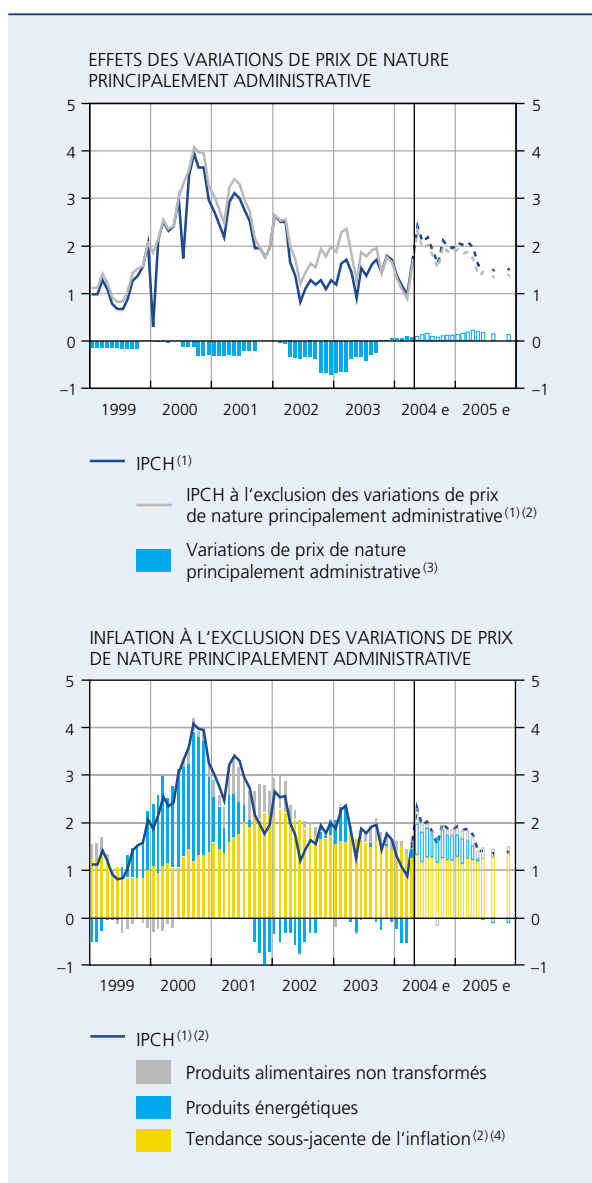 EFFETS DES VARIATIONS DE PRIX DE NATURE
PRINCIPALEMENT ADMINISTRATIVE
5 5
4 4
3 3
2 2
1 1
0 0
–1 –1
1999 2000 2001 2002 2003 2004 e 2005 e
IPCH (1)
IPCH à l'exclusion des variations de prix
de nature principalement administrative (1) (2)
Variations de prix de nature
principalement administrative (3)
INFLATION À L'EXCLUSION DES VARIATIONS DE PRIX
DE NATURE PRINCIPALEMENT ADMINISTRATIVE
5 5
4 4
3 3
2 2
1 1
0 0
–1 –1
1999 2000 2001 2002 2003 2004 e 2005 e
IPCH (1) (2)
Produits alimentaires non transformés
Produits énergétiques
Tendance sous-jacente de l'inflation (2) (4)